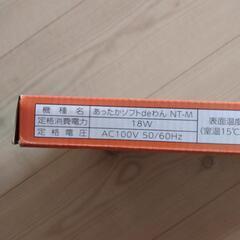 機種名 あったかソフトdeわん NT-M
定格消費電力 18W
定格電圧 AC100V 50/60Hz
表面温度
(室温15℃